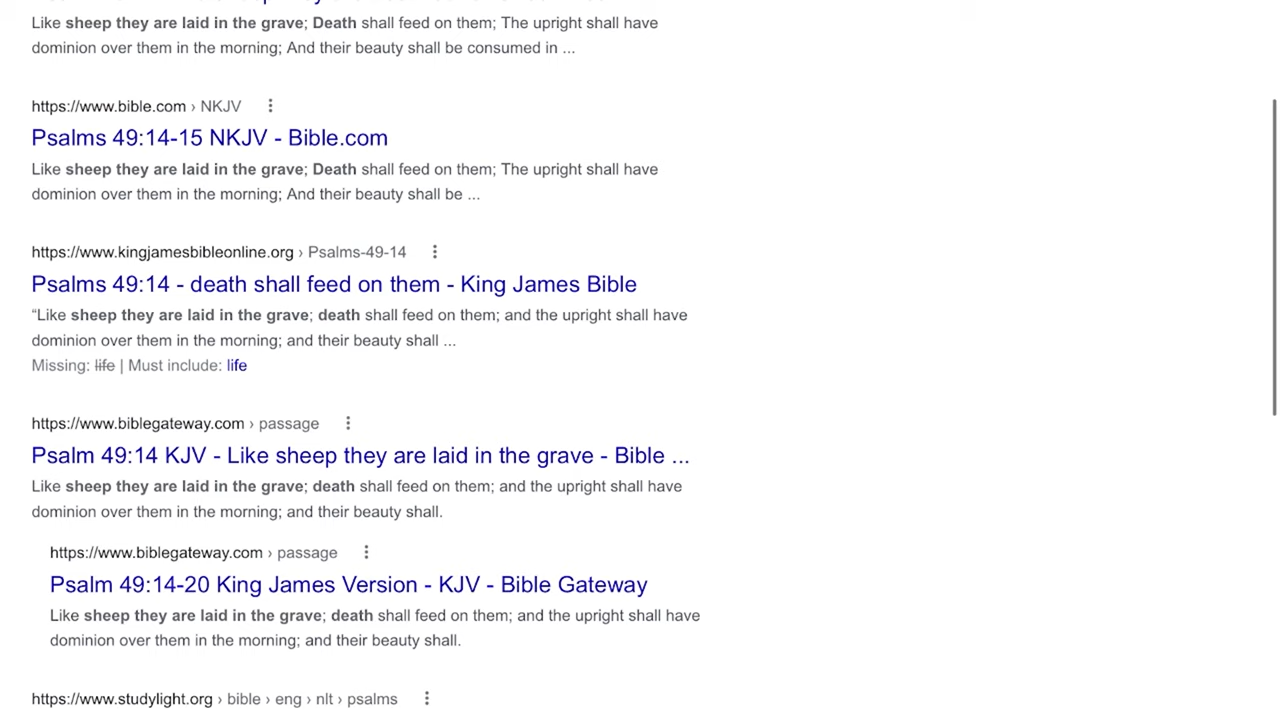 Like sheep they are laid in the grave; Death shall feed on them; The upright shall have
dominion over them in the morning; And their beauty shall be consumed in ...
https://www.bible.com › NKJV
Psalms 49:14-15 NKJV - Bible.com
Like sheep they are laid in the grave; Death shall feed on them; The upright shall have
dominion over them in the morning; And their beauty shall be ...
https://www.kingjamesbibleonline.org › Psalms-49-14
Psalms 49:14 - death shall feed on them - King James Bible
“Like sheep they are laid in the grave; death shall feed on them; and the upright shall have
dominion over them in the morning; and their beauty shall ...
Missing: life | Must include: life
https://www.biblegateway.com › passage
Psalm 49:14 KJV - Like sheep they are laid in the grave - Bible ...
Like sheep they are laid in the grave; death shall feed on them; and the upright shall have
dominion over them in the morning; and their beauty shall.
https://www.biblegateway.com › passage
Psalm 49:14-20 King James Version - KJV - Bible Gateway
Like sheep they are laid in the grave; death shall feed on them; and the upright shall have
dominion over them in the morning; and their beauty shall.
https://www.studylight.org › bible › eng › nlt › psalms